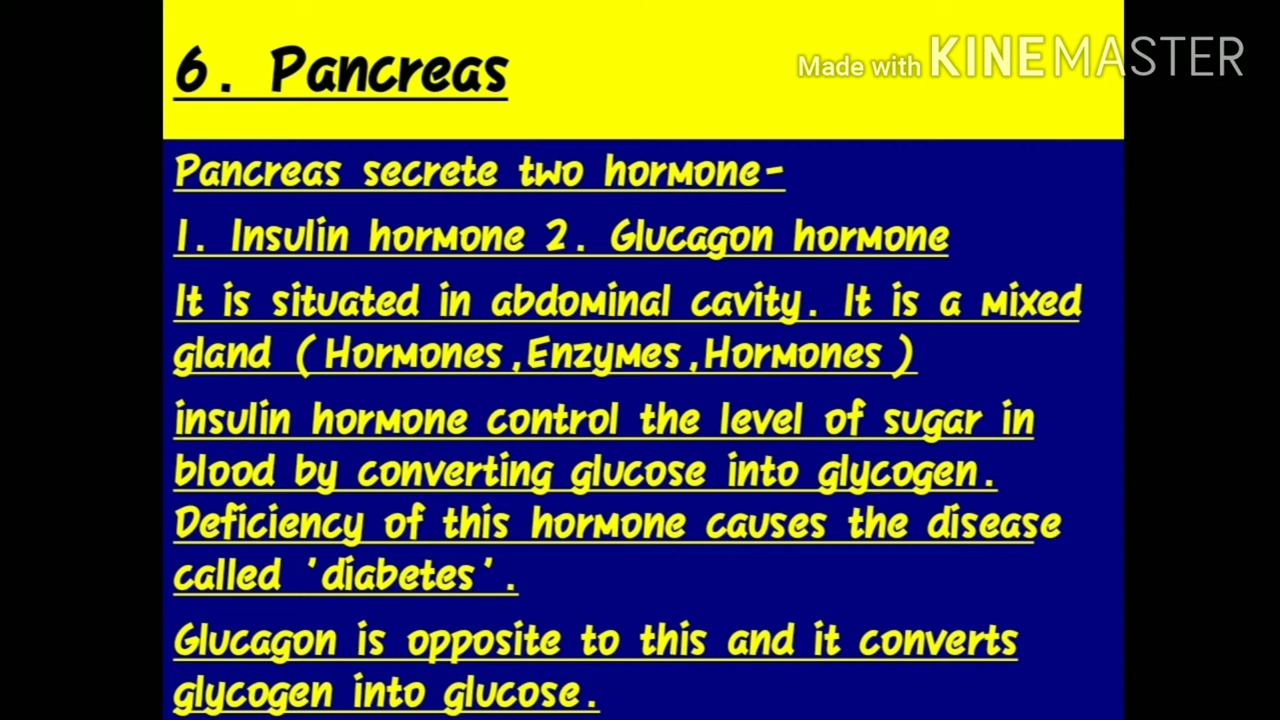 6. Pancreas
Made with KINEMASTER
Pancreas secrete two hormone-
1. Insulin hormone 2. Glucagon hormone
It is situated in abdominal cavity. It is a mixed
gland (Hormones,Enzymes,Hormones)
insulin hormone control the level of sugar in
blood by converting glucose into glycogen.
Deficiency of this hormone causes the disease
called 'diabetes'.
Glucagon is opposite to this and it converts
glycogen into glucose.